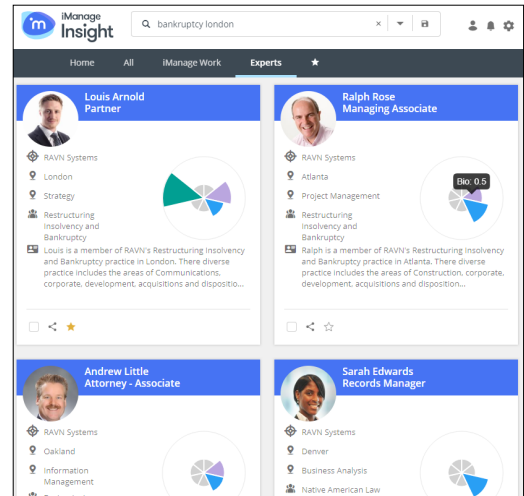 iManage
Insight
bankruptcy london
Home All iManage Work Experts
Louis Arnold
Partner
RAVN Systems
London
Strategy
Restructuring
Insolvency and
Bankruptcy
Louis is a member of RAVN's Restructuring Insolvency
and Bankruptcy practice in London. There diverse
practice includes the areas of Communications,
corporate, development, acquisitions and dispositio...
Ralph Rose
Managing Associate
RAVN Systems
Atlanta
Project Management
Restructuring
Insolvency and
Bankruptcy
Bio: 0.5
Ralph is a member of RAVN's Restructuring Insolvency
and Bankruptcy practice in Atlanta. There diverse
practice includes the areas of Construction, corporate,
development, acquisitions and dispositio...
Andrew Little
Attorney - Associate
RAVN Systems
Oakland
Information
Management
Sarah Edwards
Records Manager
RAVN Systems
Denver
Business Analysis
Native American Law